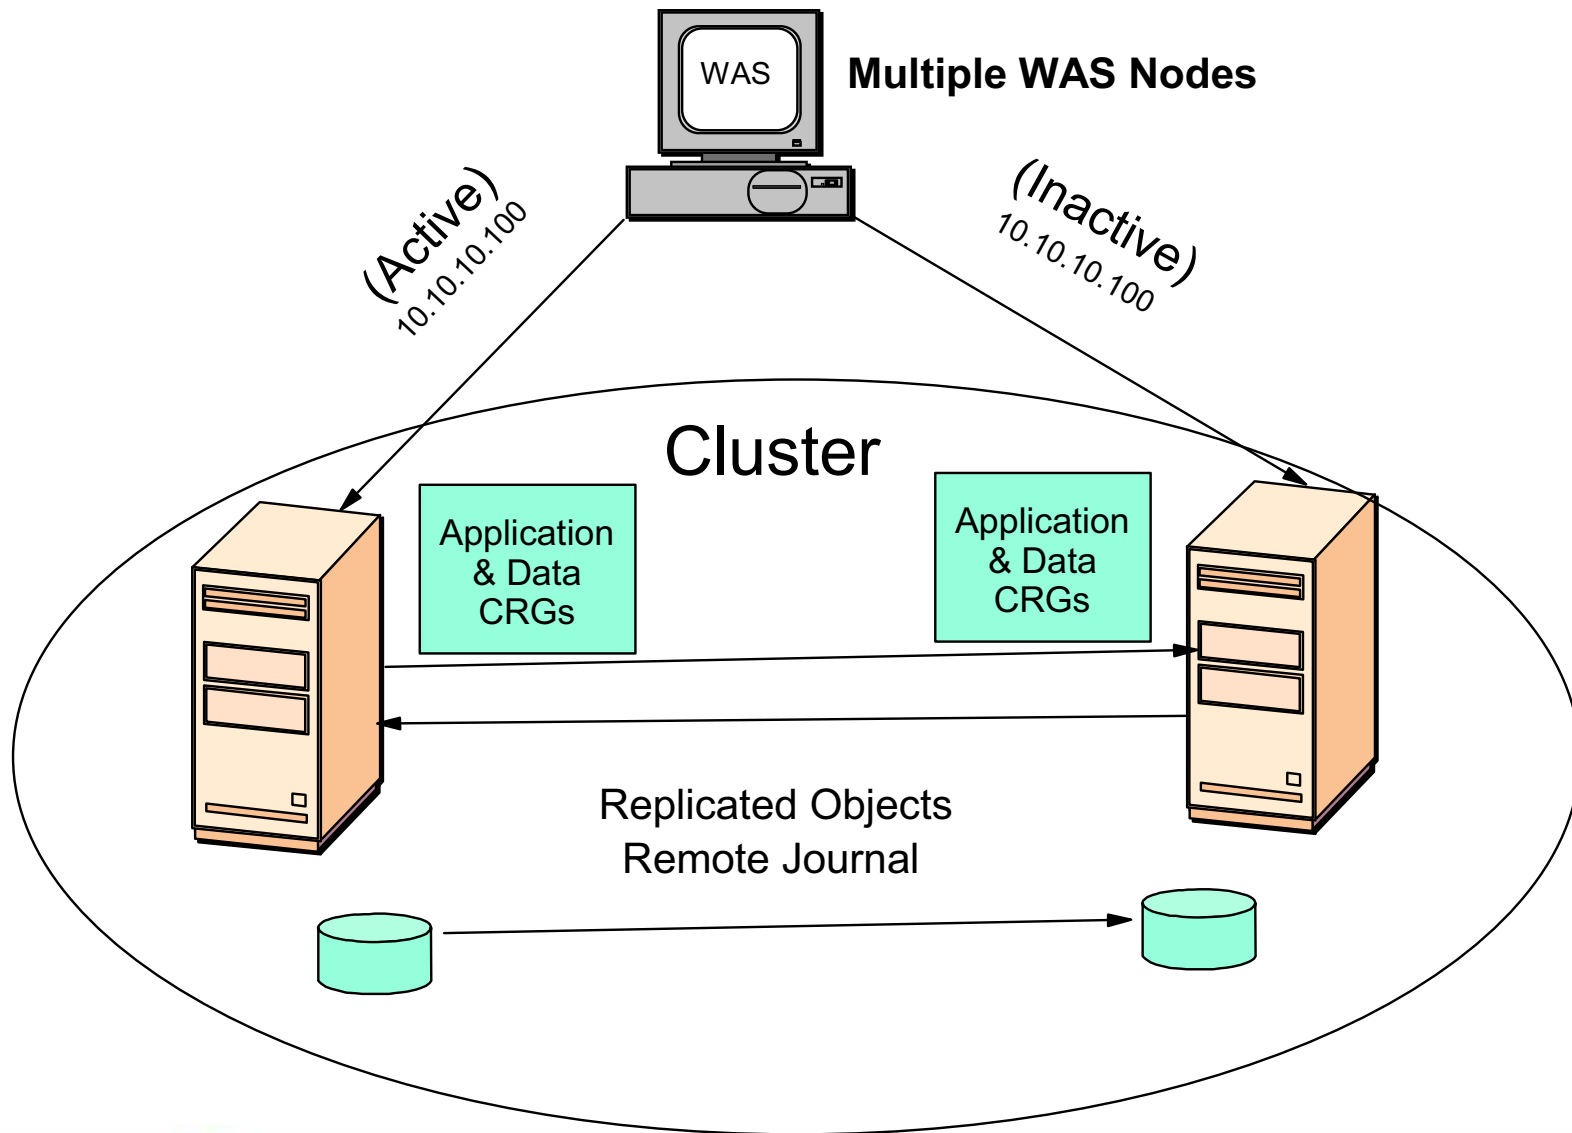 WAS
Multiple WAS Nodes
(Active)
10.10.10.100
(Inactive)
10.10.10.100
Cluster
Application
& Data
CRGs
Application
& Data
CRGs
Replicated Objects
Remote Journal